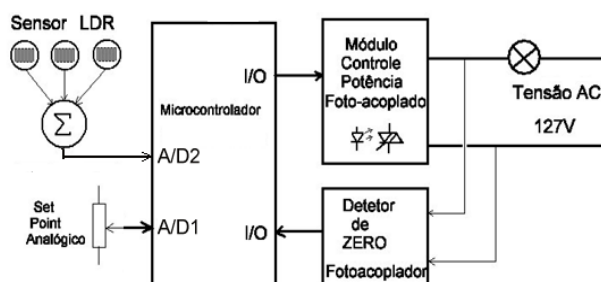 Sensor LDR
Σ
Set
Point
Analógico
Microcontrolador
I/O
A/D2
A/D1
I/O
Módulo
Controle
Potência
Foto-acoplado
Detetor
de
ZERO
Fotoacoplador
Tensão AC
127V